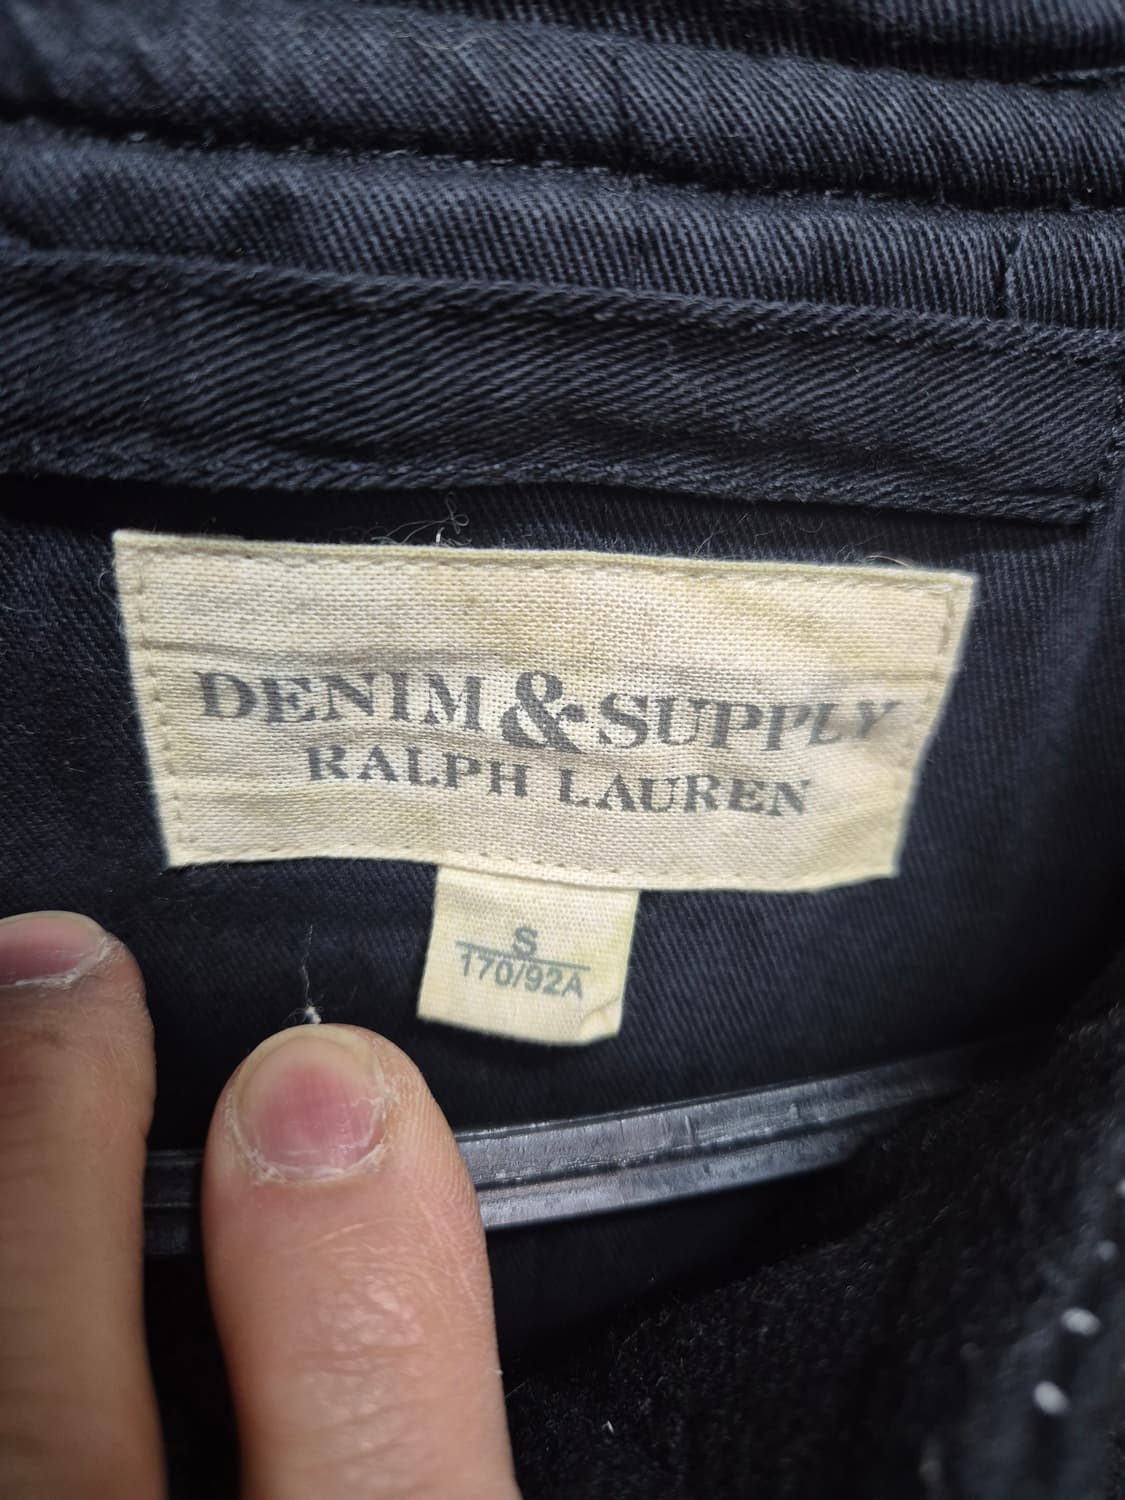 DENIM & SUPPLY
RALPH LAUREN
S
170/92A